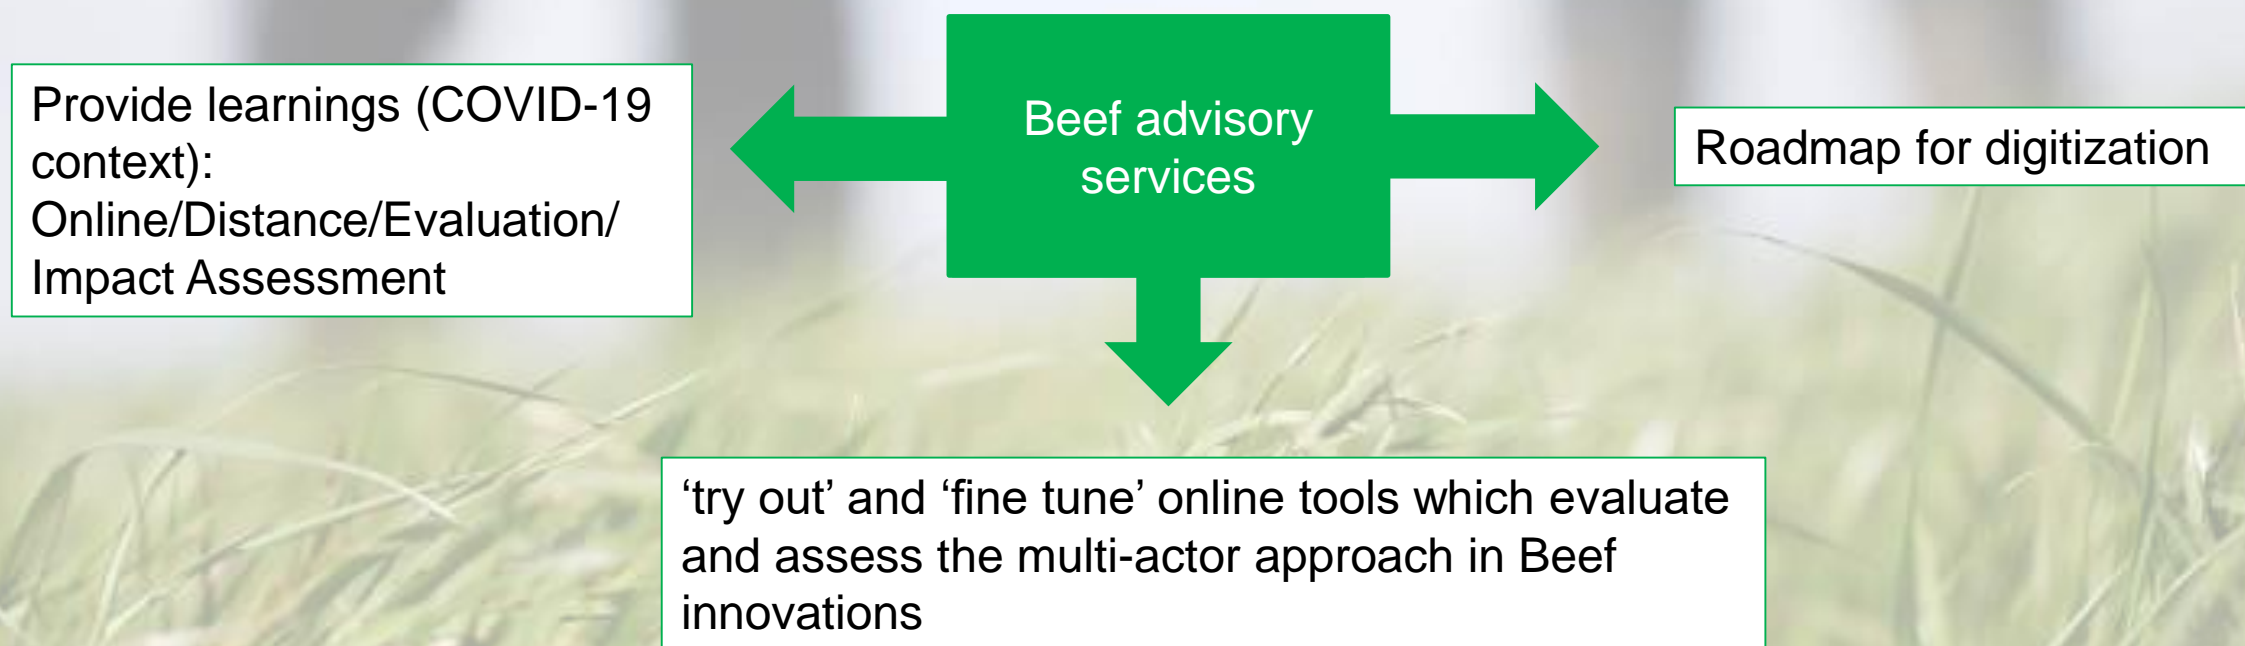 Provide learnings (COVID-19
context):
Online/Distance/Evaluation/
Impact Assessment
Beef advisory
services
Roadmap for digitization
‘try out’ and ‘fine tune’ online tools which evaluate
and assess the multi-actor approach in Beef
innovations